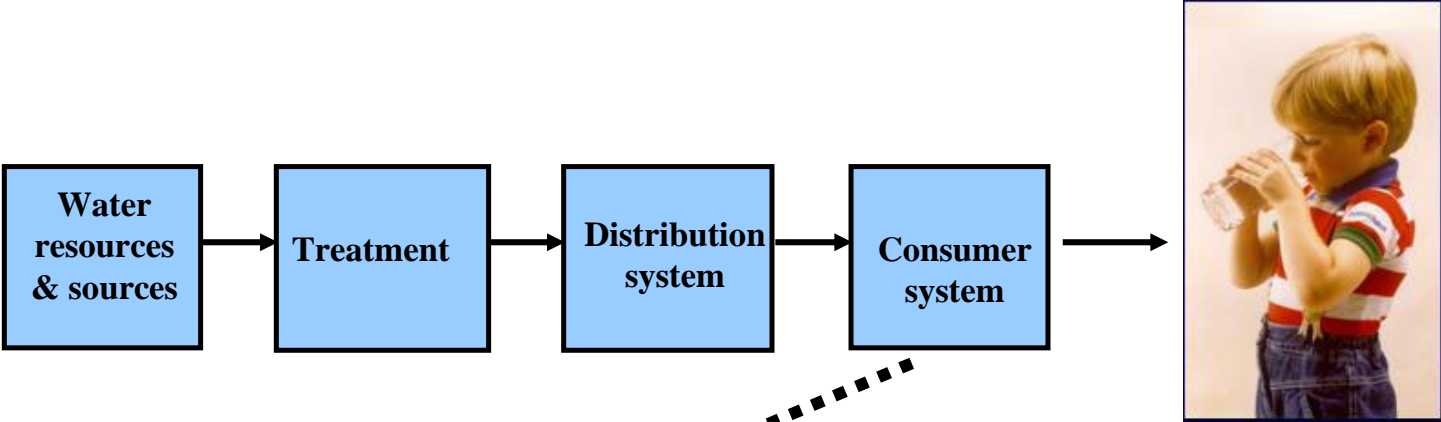 Water
resources
& sources
Treatment
Distribution
system
Consumer
system